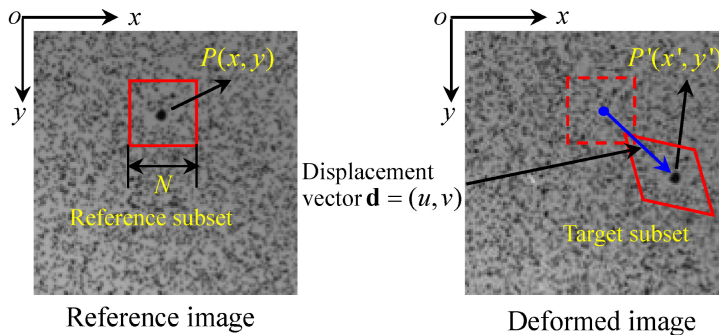 o x
y
P(x, y)
N
Reference subset
Reference image
Displacement
vector d = (u, v)
o x
y
P'(x', y')
Target subset
Deformed image